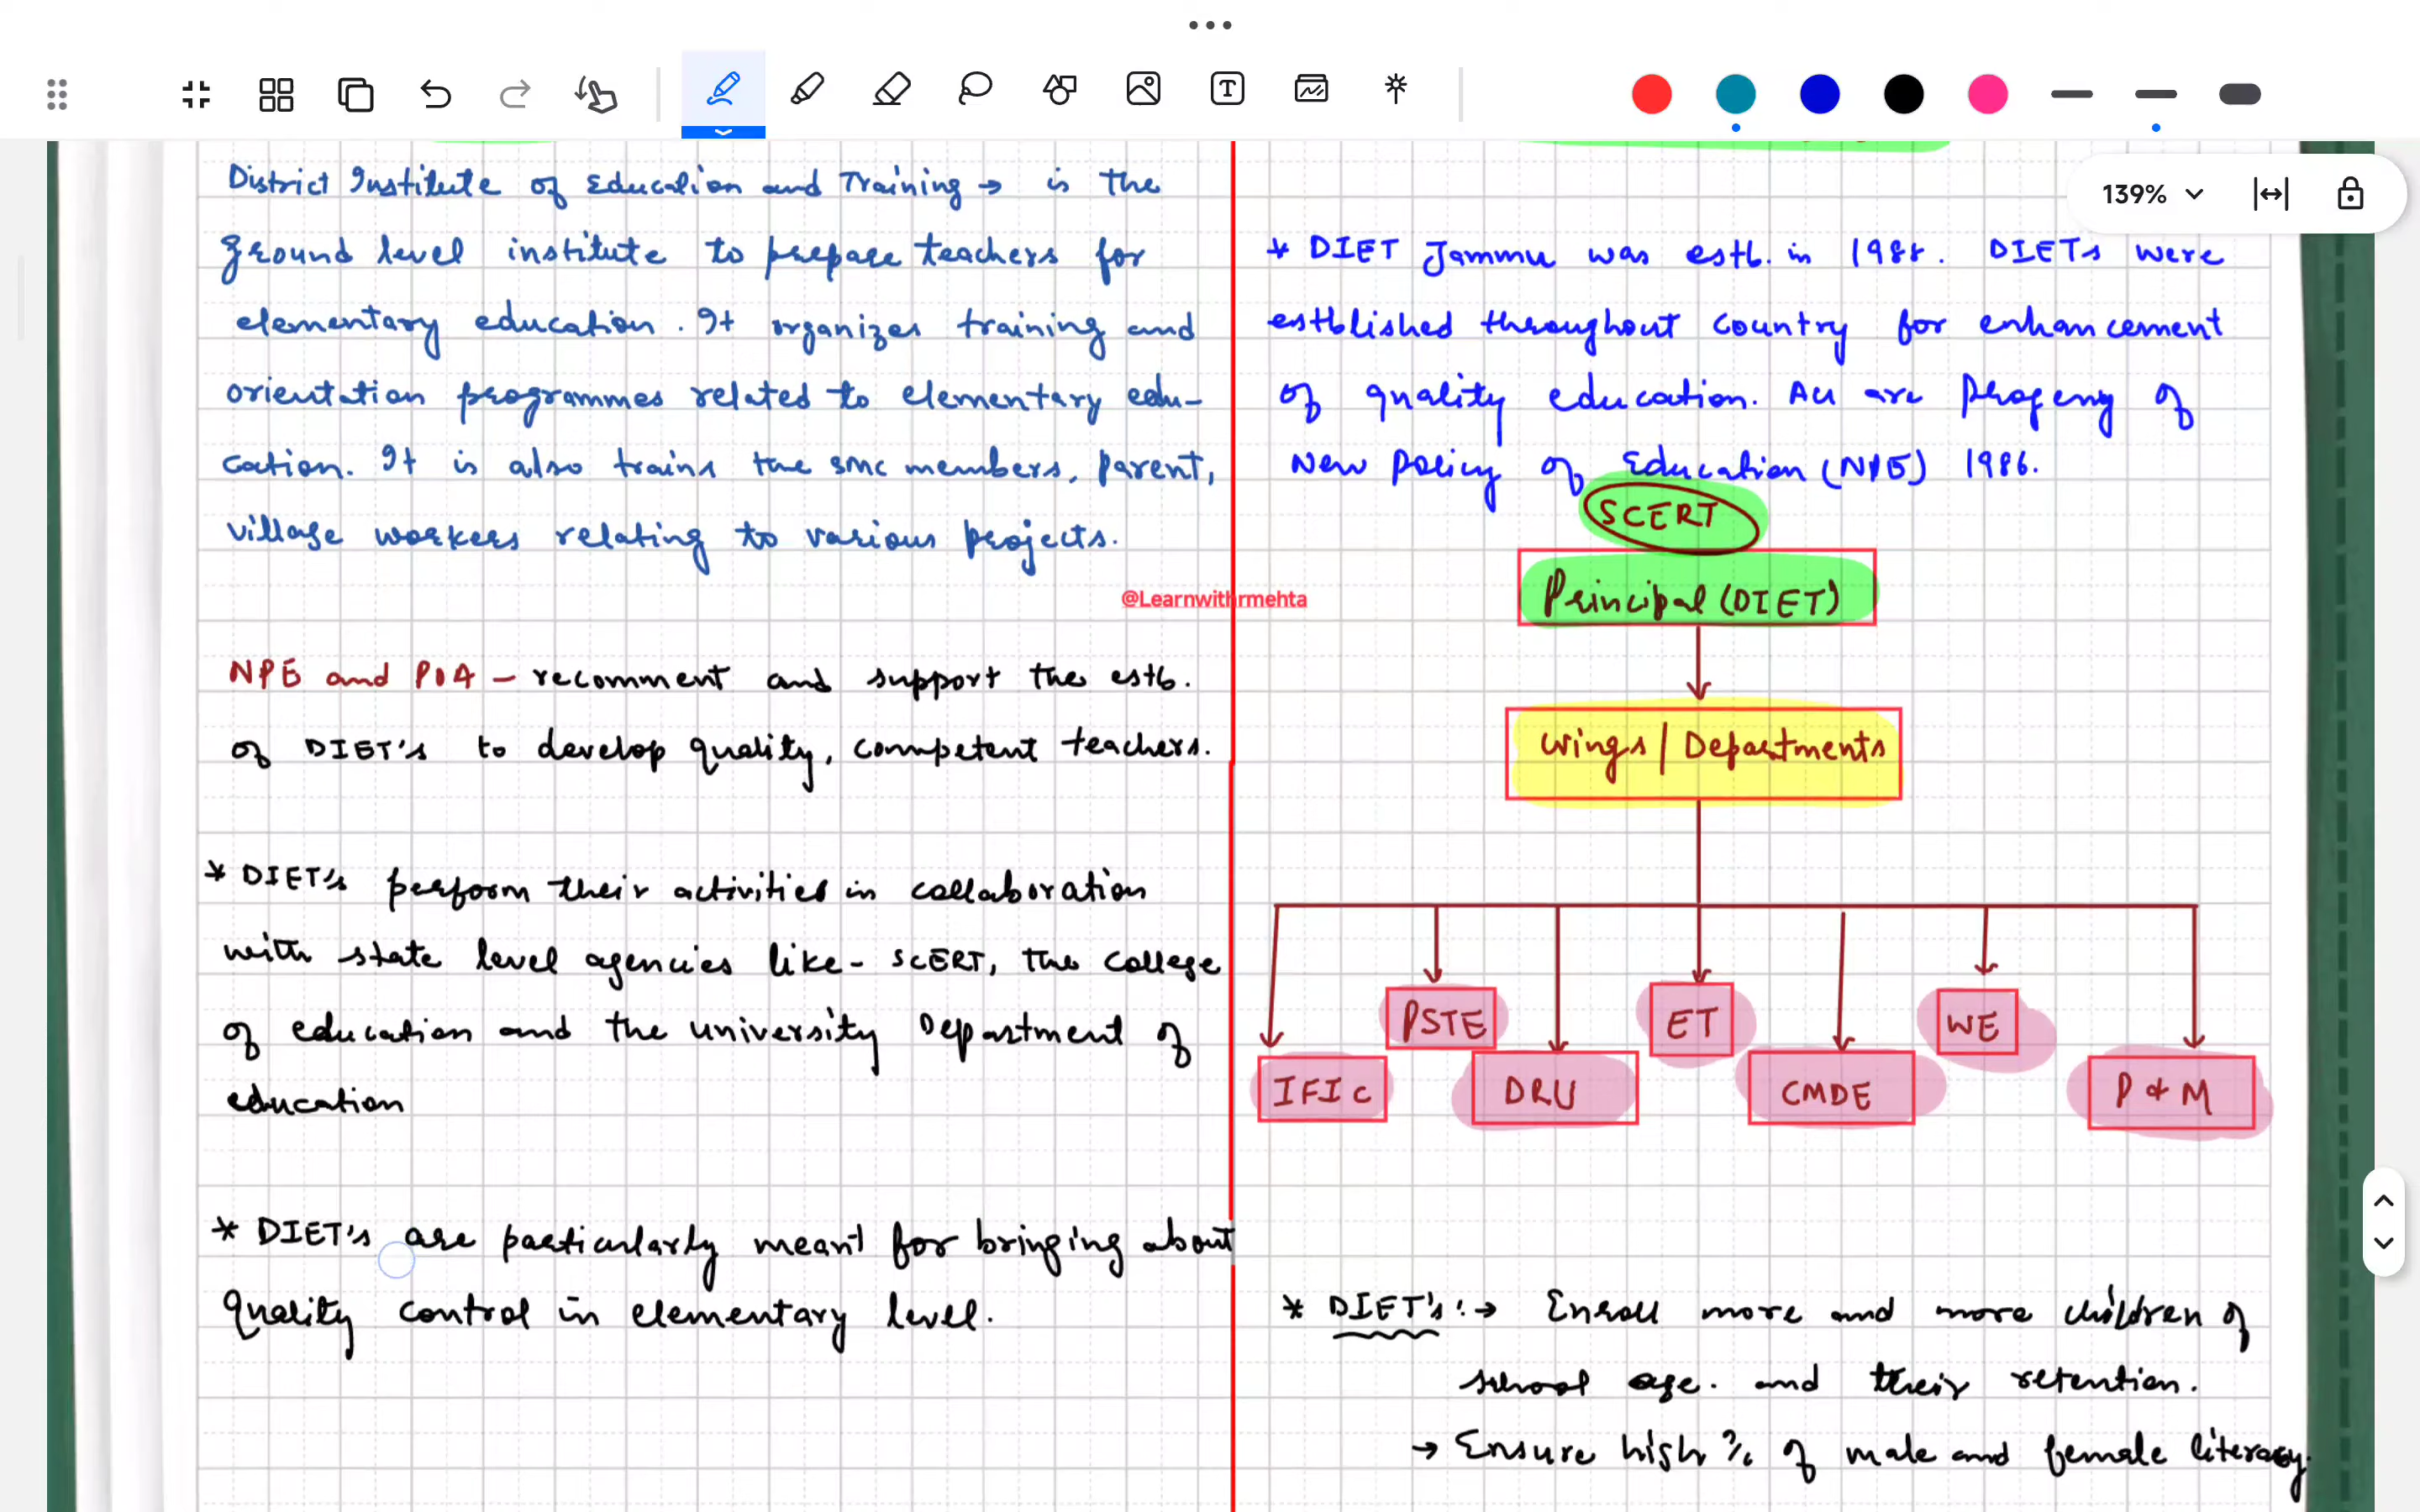 139%
District Institute of Education and Training → is the
ground level institute to prepare teachers for
elementary education. It organizes training and
orientation programmes related to elementary edu-
cation. It is also trains the SMC members, parent,
village workers relating to various projects.
@Learnwithrmehta
NPE and POA - recomment and support the estb.
of DIET's to develop quality, competent teachers.
* DIET's perform their activities in collaboration
with state level agencies like - SCERT, the college
of education and the university Department of
education
* DIET's are particularly meant for bringing about
Quality control in elementary level.
* DIET Jammu was estb. in 1988. DIETs were
estblished throughout country for enhancement
of quality education. All are progeny of
New Policy of Education (NPE) 1986.
SCERT
Principal (DIET)
Wings | Departments
PSTE ET WE
IFIC DRU CMDE P & M
* DIET's :→ Enroll more and more children of
school age. and their retention.
→ Ensure high % of male and female literacy.